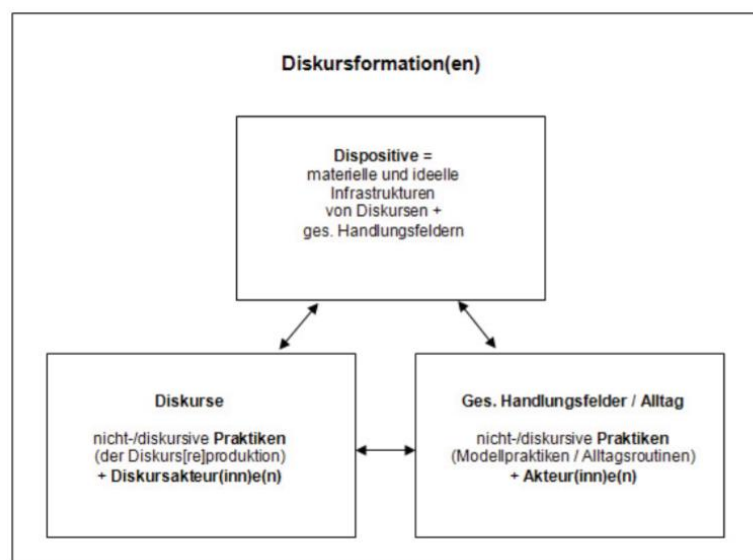 Diskursformation(en)
Dispositive =
materielle und ideelle
Infrastrukturen
von Diskursen +
ges. Handlungsfeldern
Diskurse
nicht-/diskursive Praktiken
(der Diskurs[re]produktion)
+ Diskursakteur(inn)e(n)
Ges. Handlungsfelder / Alltag
nicht-/diskursive Praktiken
(Modellpraktiken / Alltagsroutinen)
+ Akteur(inn)e(n)